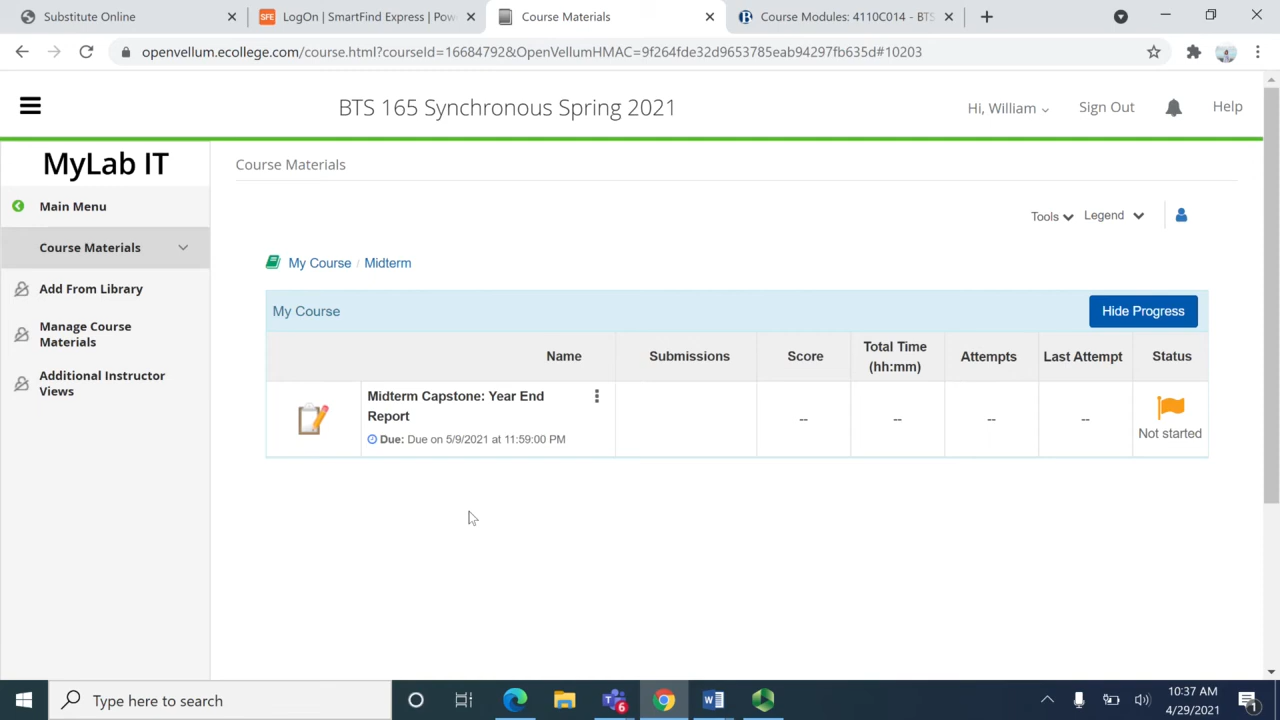 Substitute Online
SFE LogOn | SmartFind Express | Pow
Course Materials
B Course Modules: 4110C014 - BTS
openvellum.ecollege.com/course.html?courseId=16684792&OpenVellumHMAC=9f264fde32d9653785eab94297fb635d#10203
BTS 165 Synchronous Spring 2021
Hi, William
Sign Out
Help
MyLab IT
Main Menu
Course Materials
Add From Library
Manage Course
Materials
Additional Instructor
Views
Course Materials
Tools
Legend
My Course / Midterm
My Course
Hide Progress
Name
Submissions
Score
Total Time
(hh:mm)
Attempts
Last Attempt
Status
Midterm Capstone: Year End
Report
Due: Due on 5/9/2021 at 11:59:00 PM
--
--
--
--
Not started
Type here to search
6
10:37 AM
4/29/2021
1